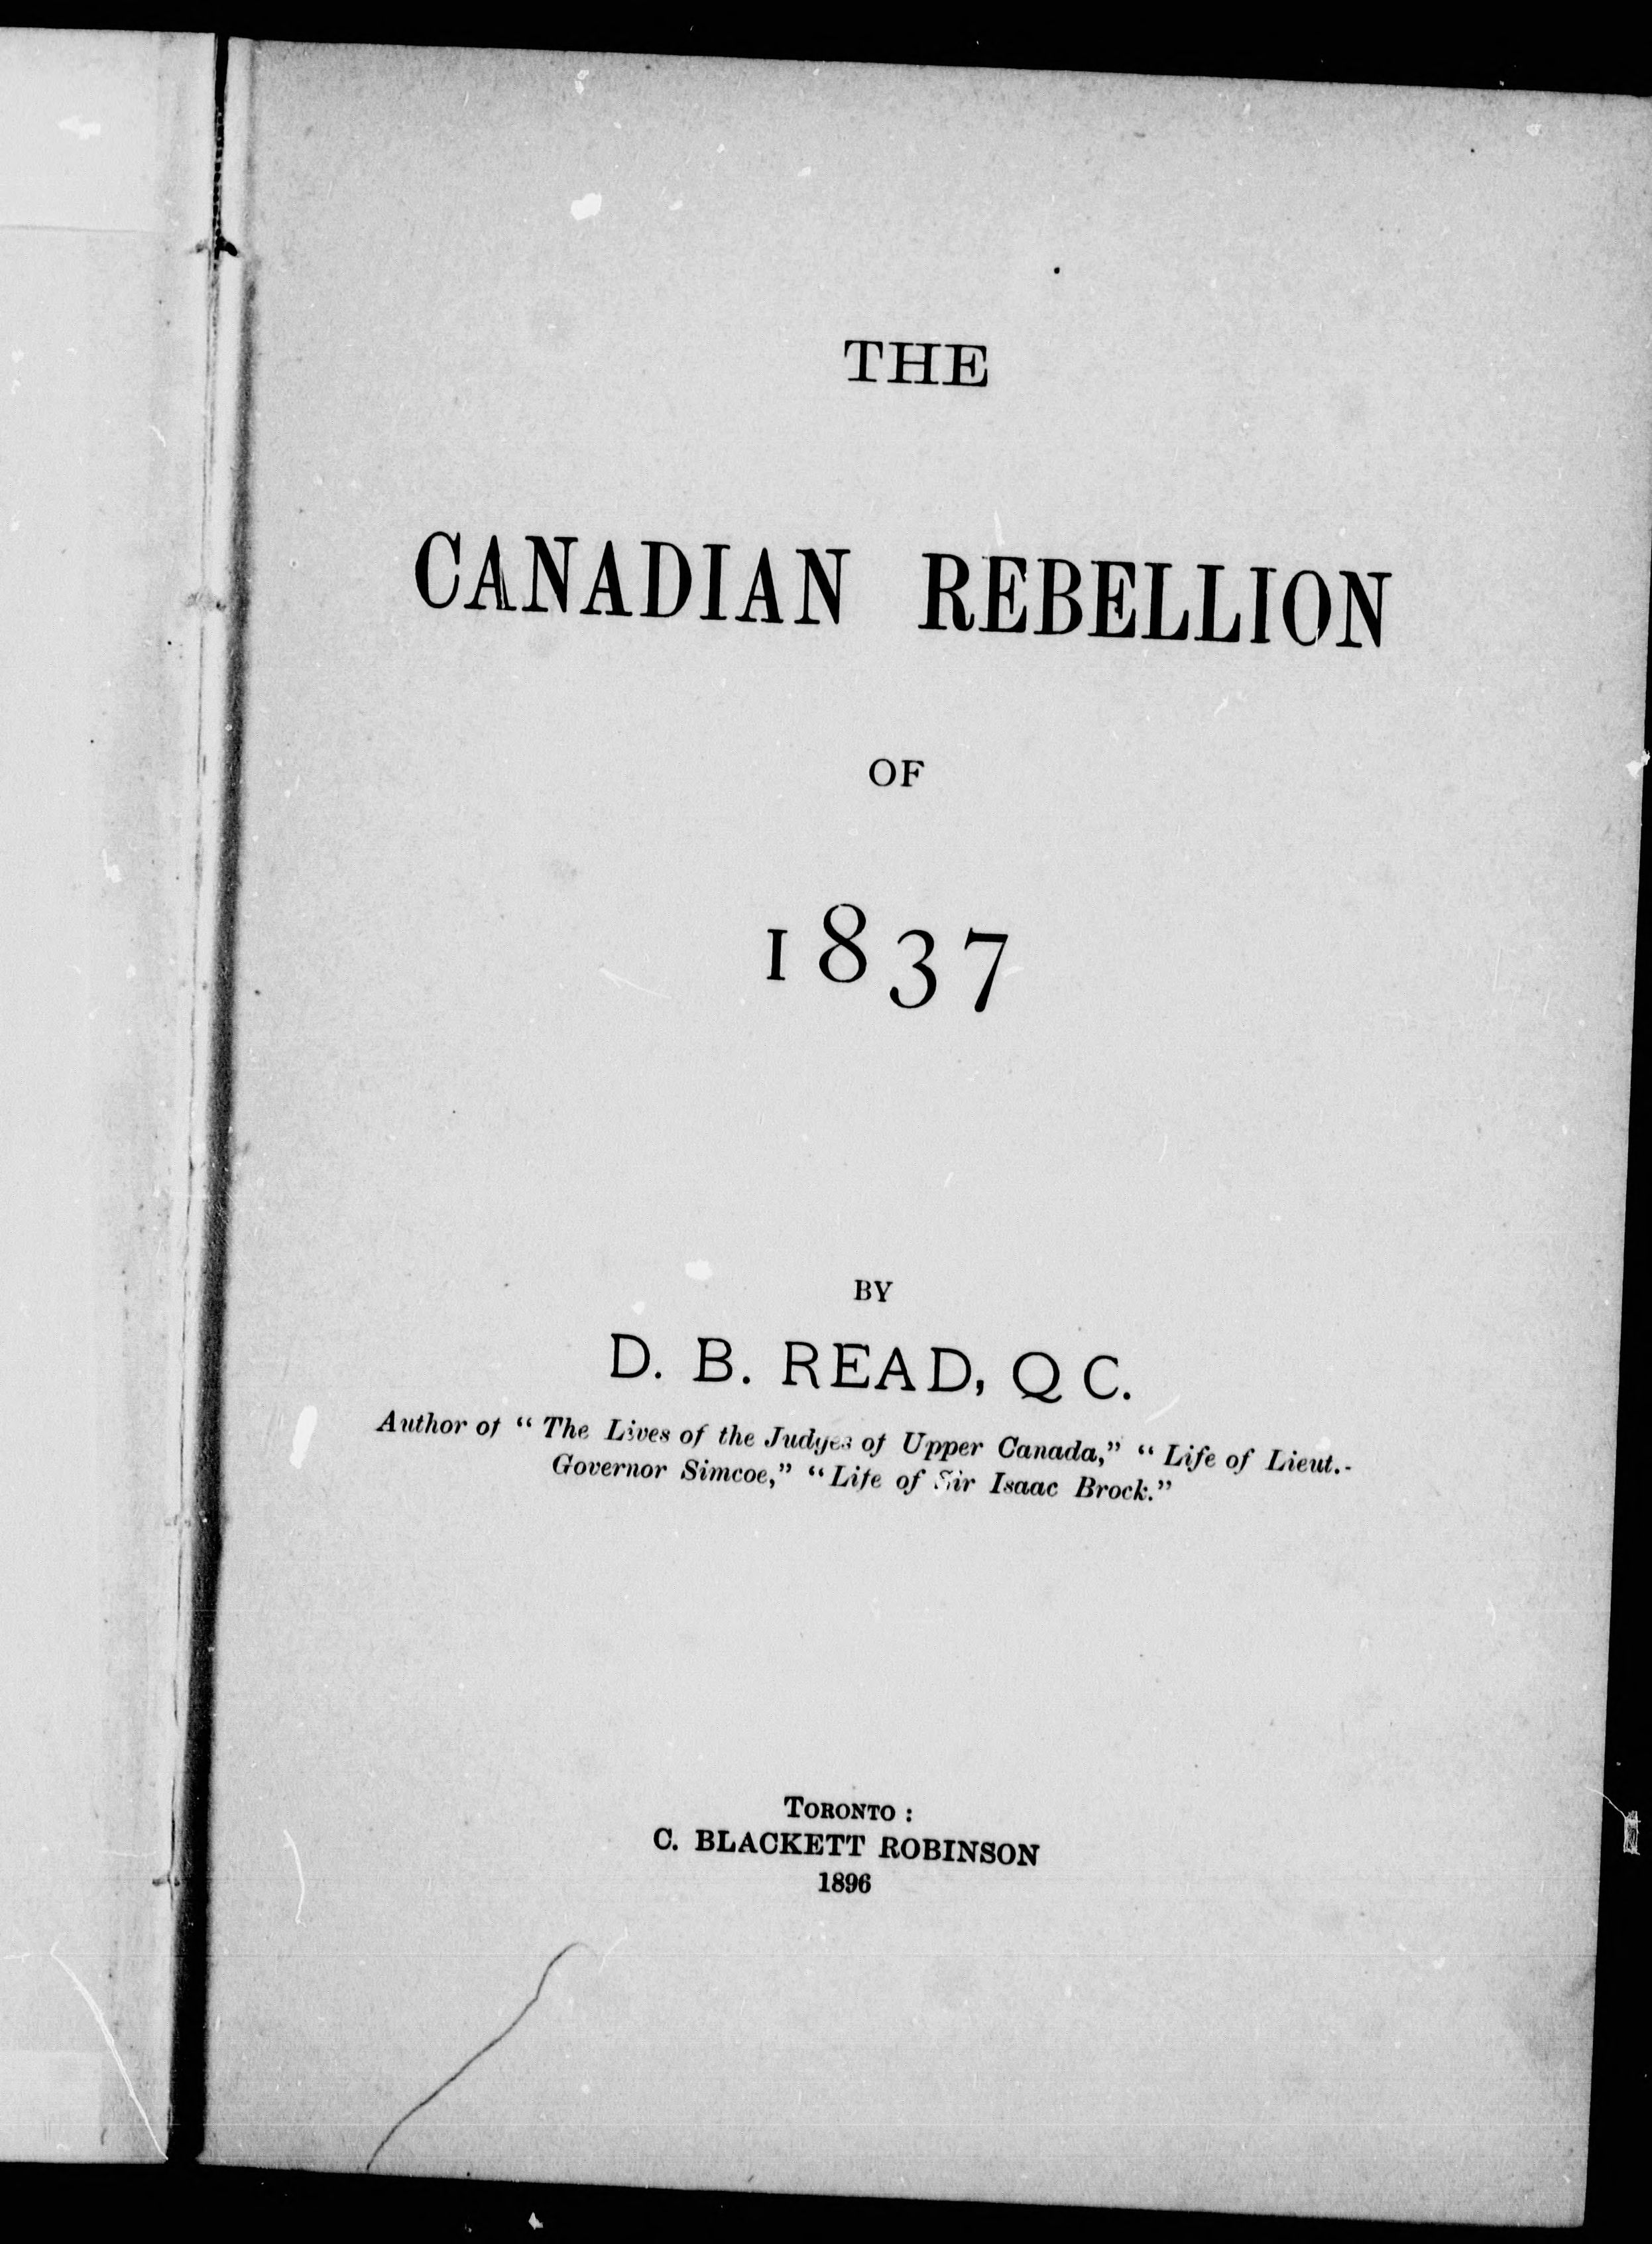 THE
CANADIAN REBELLION
OF
1837
BY
D. B. READ, Q C.
Author of “ The Lives of the Judges of Upper Canada,” “ Life of Lieut.-
Governor Simcoe,” “ Life of Sir Isaac Brock.”
TORONTO :
C. BLACKETT ROBINSON
1896